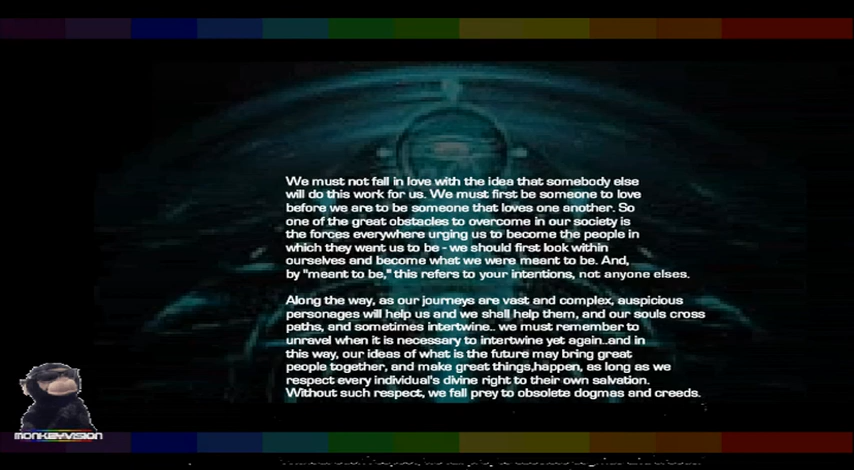 We must not fall in love with the idea that somebody else
will do this work for us. We must first be someone to love
before we are to be someone that loves one another. So
one of the great obstacles to overcome in our society is
the forces everywhere urging us to become the people in
which they want us to be - we should first look within
ourselves and become what we were meant to be. And,
by "meant to be," this refers to your intentions, not anyone elses.
Along the way, as our journeys are vast and complex, auspicious
personages will help us and we shall help them, and our souls cross
paths, and sometimes intertwine.. we must remember to
unravel when it is necessary to intertwine yet again..and in
this way, our ideas of what is the future may bring great
people together, and make great things,happen, as long as we
respect every individual's divine right to their own salvation.
Without such respect, we fall prey to obsolete dogmas and creeds.
MONKEYVISION